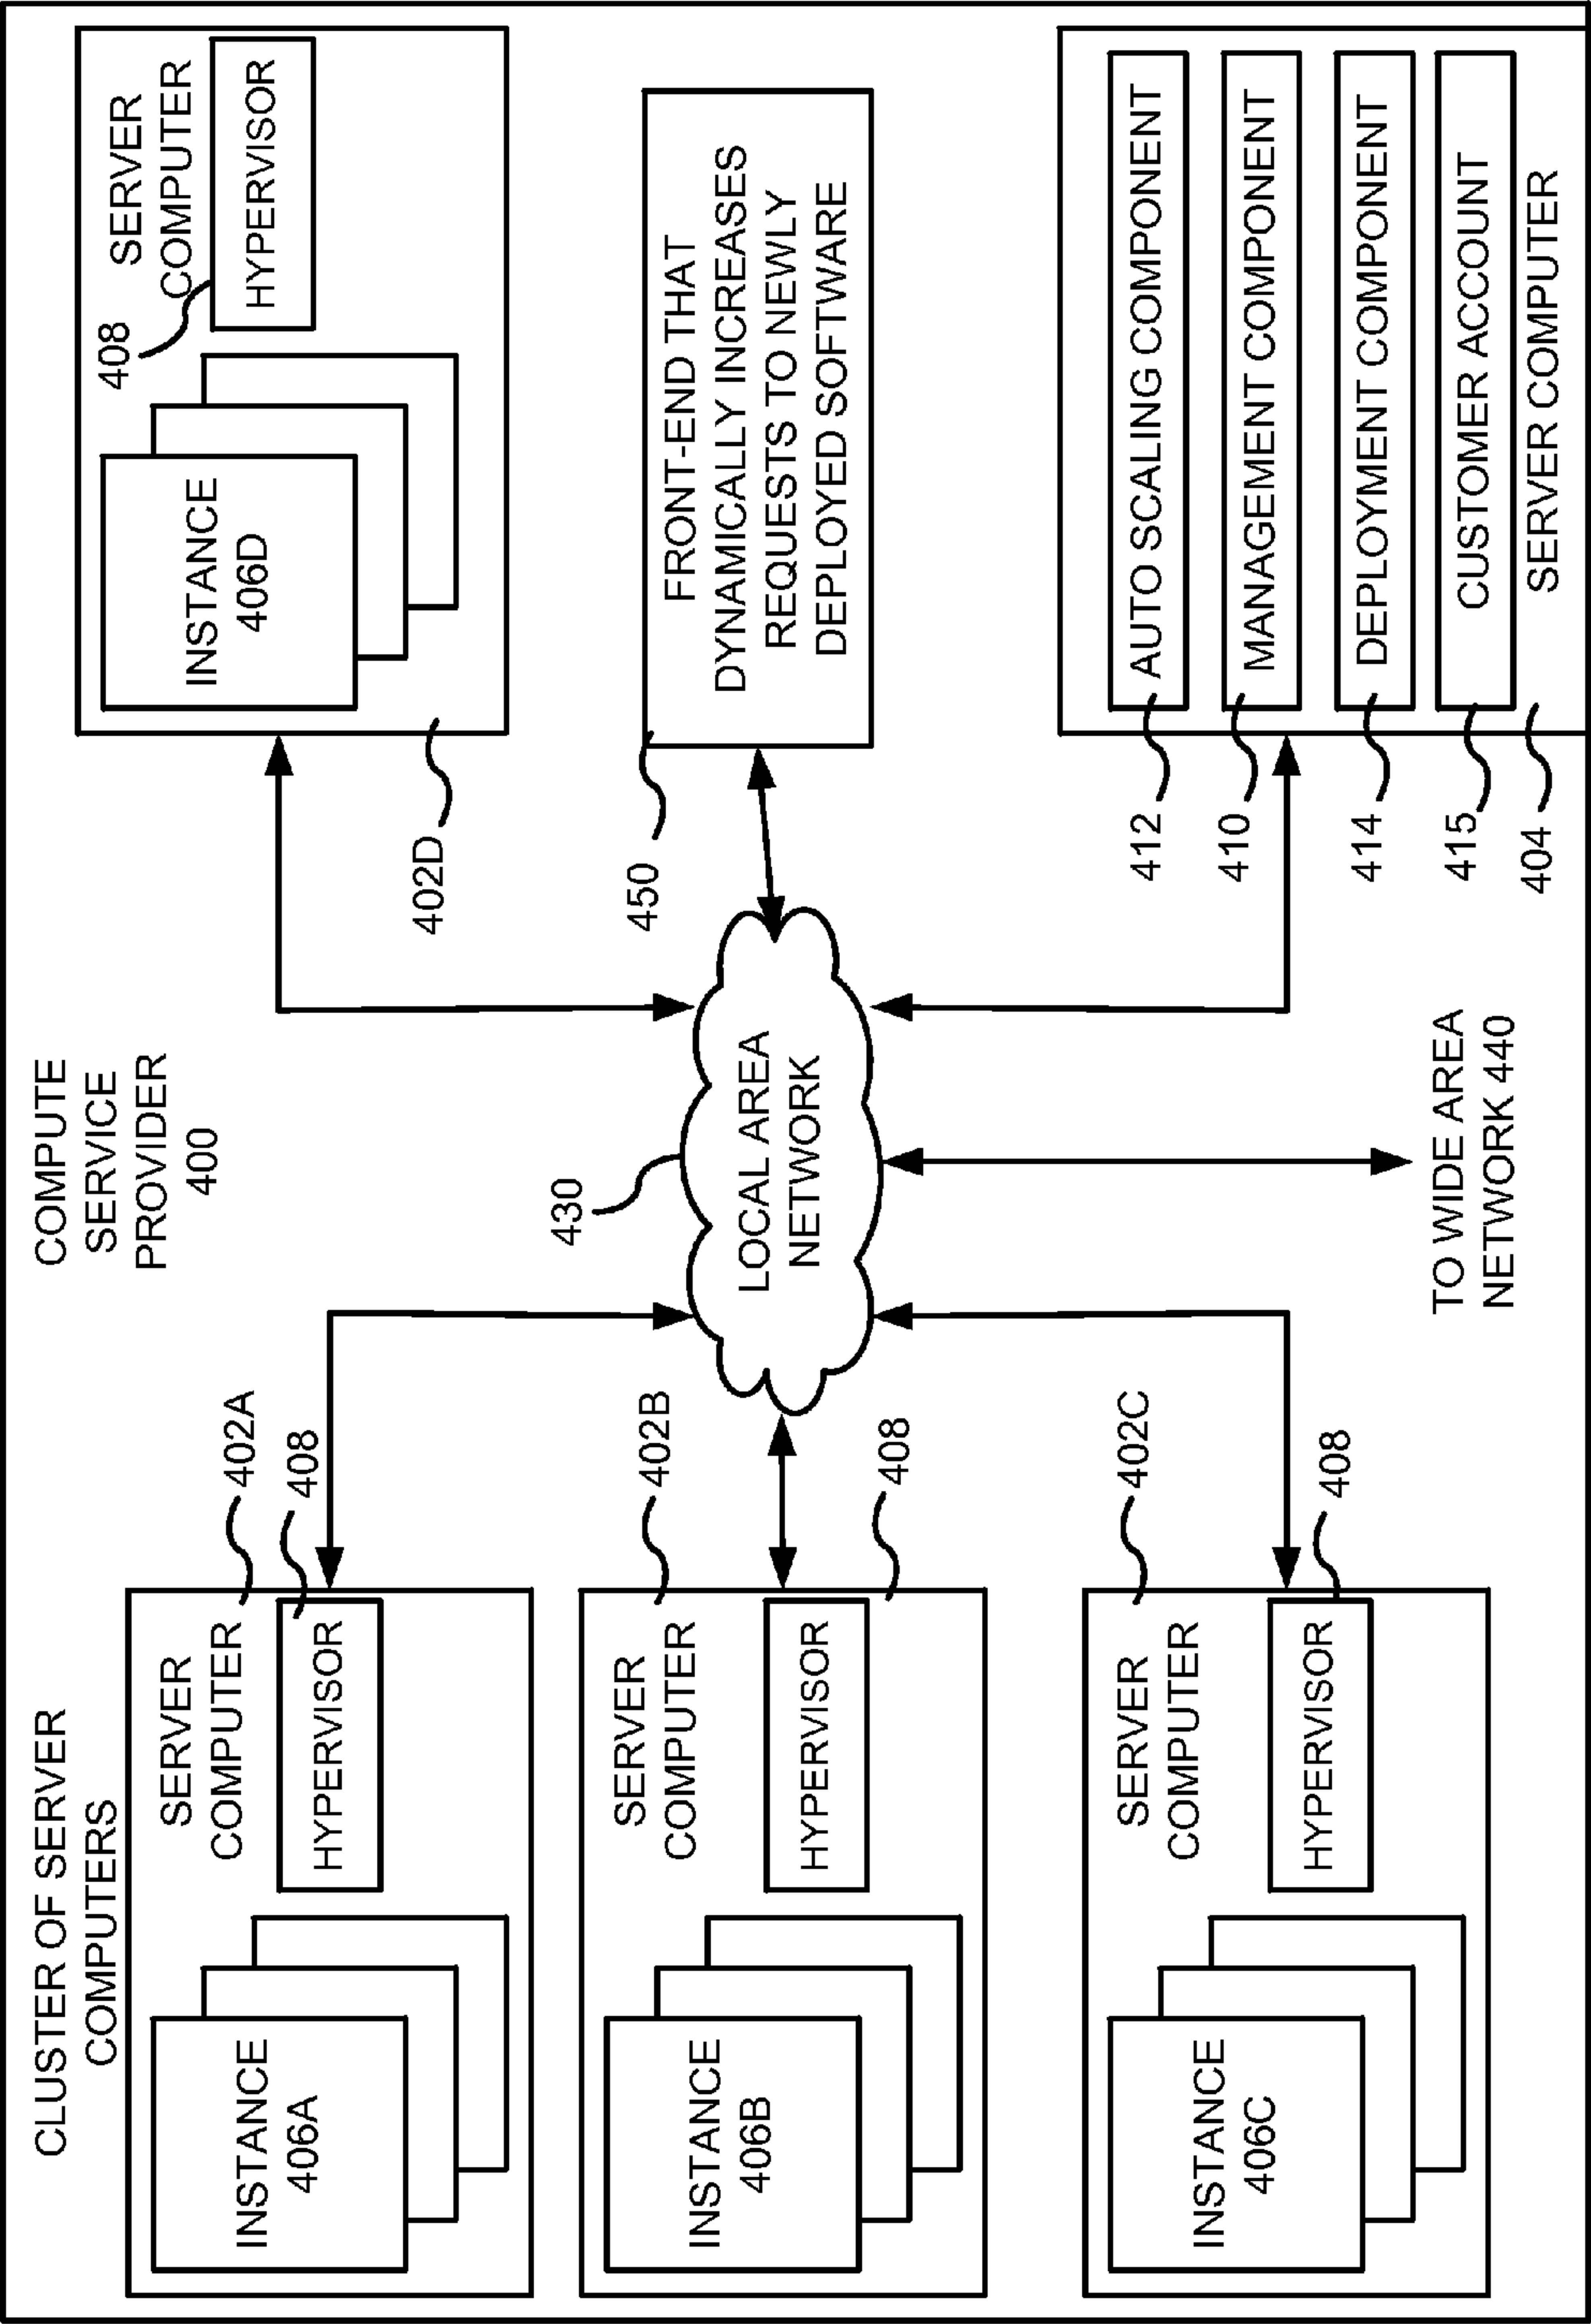 COMPUTE
SERVICE
PROVIDER
400
CLUSTER OF SERVER
COMPUTERS
402A
SERVER
COMPUTER
408
HYPERVISOR
INSTANCE
406A
402B
SERVER
COMPUTER
408
HYPERVISOR
INSTANCE
406B
402C
SERVER
COMPUTER
408
HYPERVISOR
INSTANCE
406C
430
LOCAL AREA
NETWORK
TO WIDE AREA
NETWORK 440
408
SERVER
COMPUTER
HYPERVISOR
INSTANCE
406D
402D
450
FRONT-END THAT
DYNAMICALLY INCREASES
REQUESTS TO NEWLY
DEPLOYED SOFTWARE
412
AUTO SCALING COMPONENT
410
MANAGEMENT COMPONENT
414
DEPLOYMENT COMPONENT
415
CUSTOMER ACCOUNT
404
SERVER COMPUTER